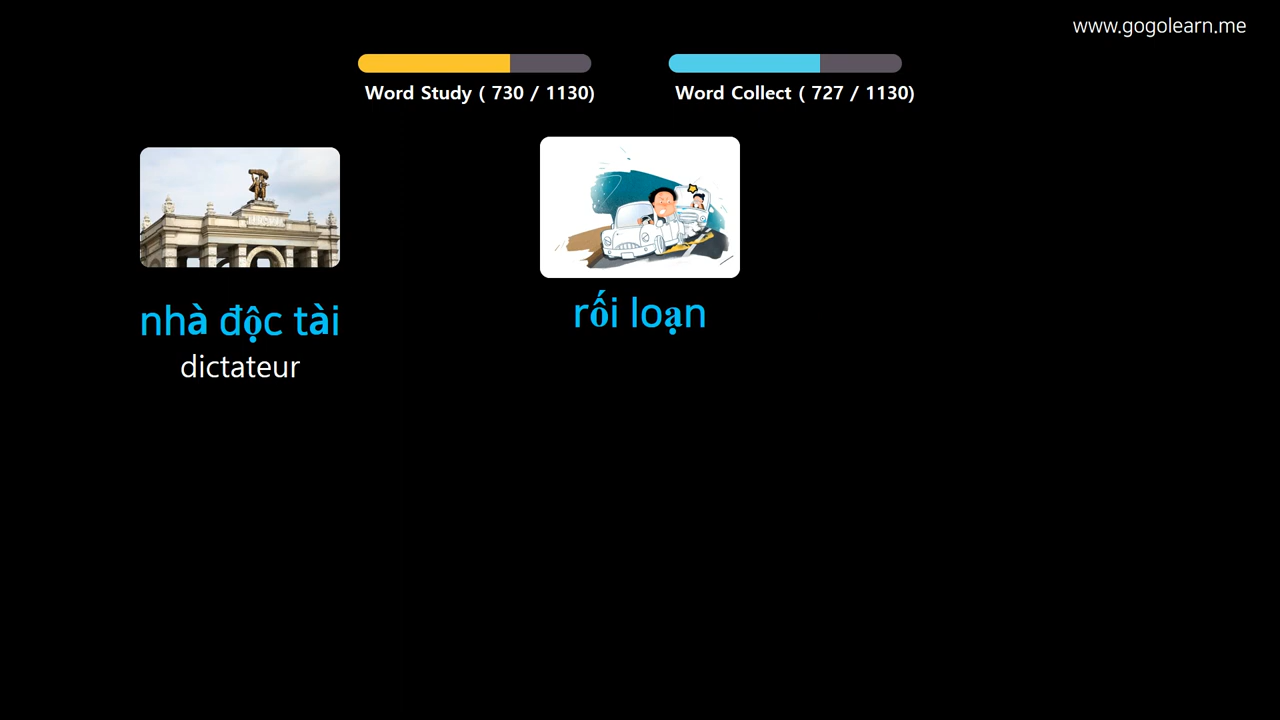 www.gogolearn.me
Word Study ( 730 / 1130)
Word Collect ( 727 / 1130)
nhà độc tài
dictateur
rối loạn